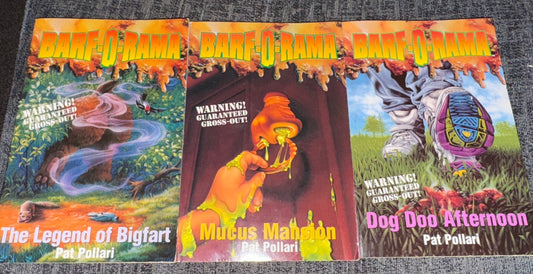 BARF-O-RAMA
WARNING!
GUARANTEED
GROSS-OUT!
The Legend of Bigfart
Pat Pollari
BARF-O-RAMA
WARNING!
GUARANTEED
GROSS-OUT!
Mucus Mansion
Pat Pollari
BARF-O-RAMA
WARNING!
GUARANTEED
GROSS-OUT!
Dog Doo Afternoon
Pat Pollari